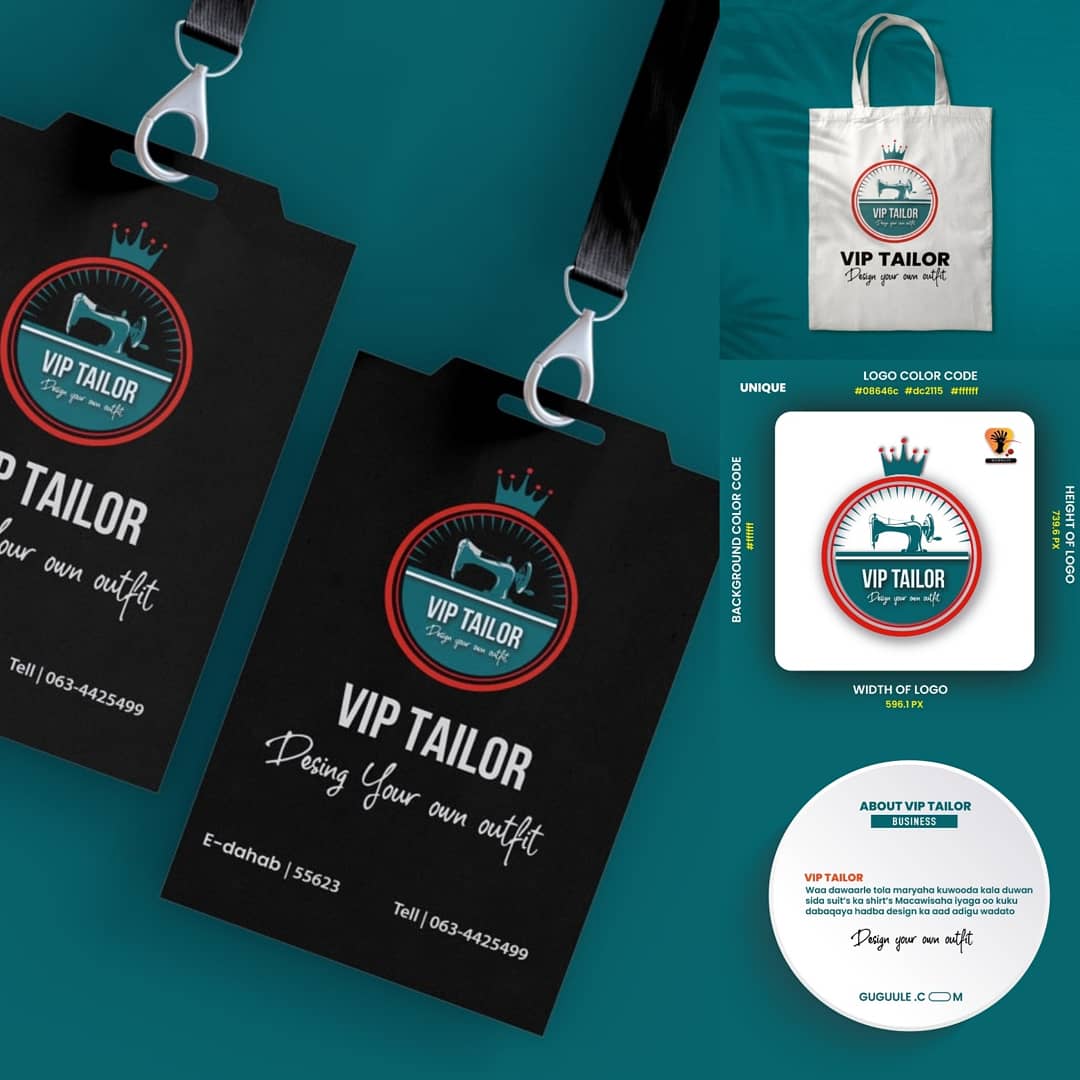 VIP TAILOR
Design your own outfit
P TAILOR
our own outfit
Tell | 063-4425499
VIP TAILOR
Design your own outfit
VIP TAILOR
Desing Your own outfit
E-dahab | 55623
Tell | 063-4425499
VIP TAILOR
Design your own outfit
VIP TAILOR
Design your own outfit
UNIQUE
LOGO COLOR CODE
#08646c #dc2115 #ffffff
BACKGROUND COLOR CODE
#ffffff
HEIGHT OF LOGO
739.6 PX
VIP TAILOR
Design your own outfit
WIDTH OF LOGO
596.1 PX
ABOUT VIP TAILOR
BUSINESS
VIP TAILOR
Waa dawaarle tola maryaha kuwooda kala duwan
sida suit's ka shirt's Macawisaha iyaga oo kuku
dabaqaya hadba design ka aad adigu wadato
Design your own outfit
GUGUULE .C M